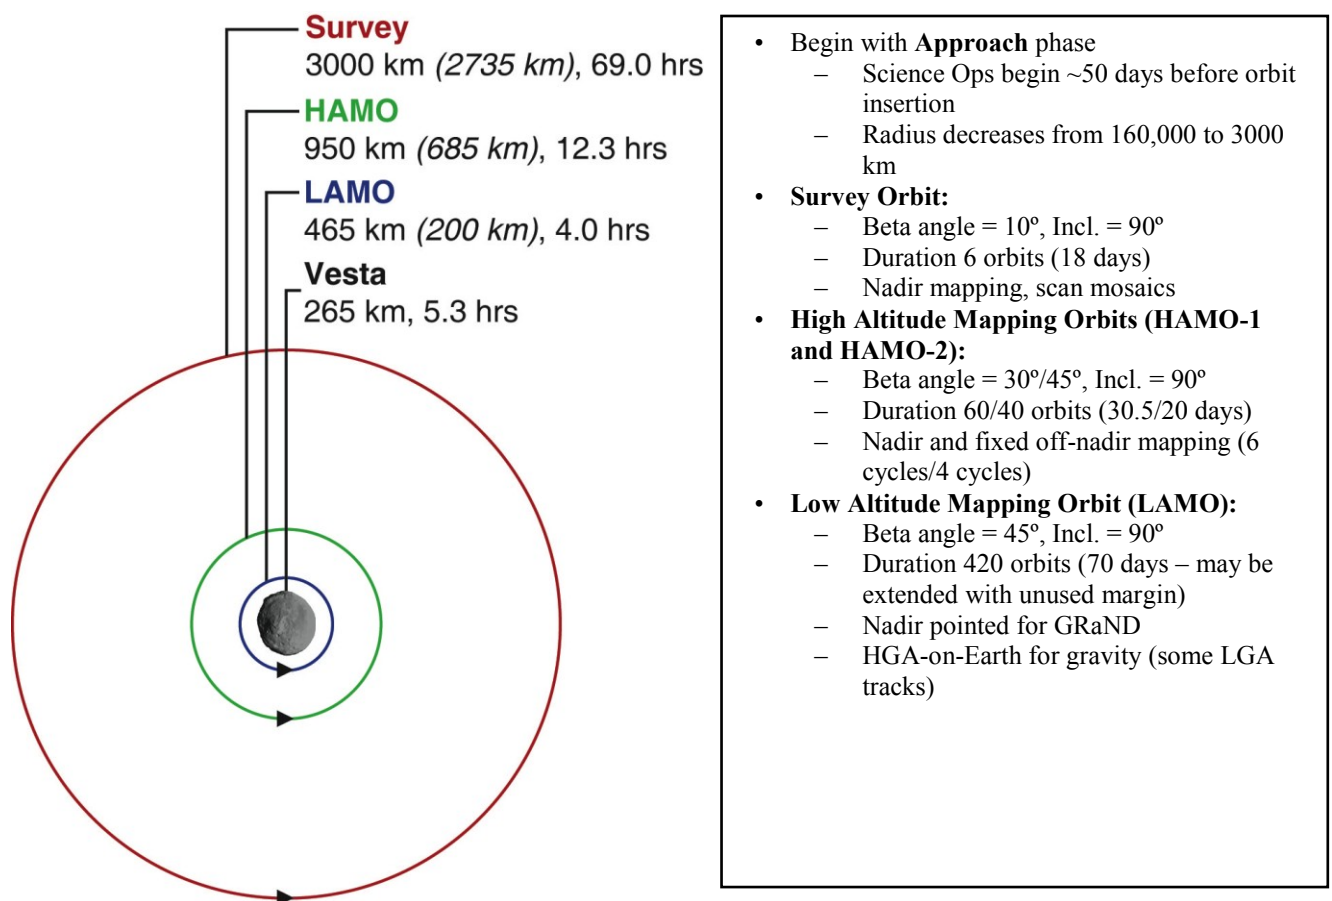 Survey
3000 km (2735 km), 69.0 hrs
HAMO
950 km (685 km), 12.3 hrs
LAMO
465 km (200 km), 4.0 hrs
Vesta
265 km, 5.3 hrs
• Begin with Approach phase
– Science Ops begin ~50 days before orbit
insertion
– Radius decreases from 160,000 to 3000
km
• Survey Orbit:
– Beta angle = 10º, Incl. = 90º
– Duration 6 orbits (18 days)
– Nadir mapping, scan mosaics
• High Altitude Mapping Orbits (HAMO-1
and HAMO-2):
– Beta angle = 30º/45º, Incl. = 90º
– Duration 60/40 orbits (30.5/20 days)
– Nadir and fixed off-nadir mapping (6
cycles/4 cycles)
• Low Altitude Mapping Orbit (LAMO):
– Beta angle = 45º, Incl. = 90º
– Duration 420 orbits (70 days – may be
extended with unused margin)
– Nadir pointed for GRaND
– HGA-on-Earth for gravity (some LGA
tracks)